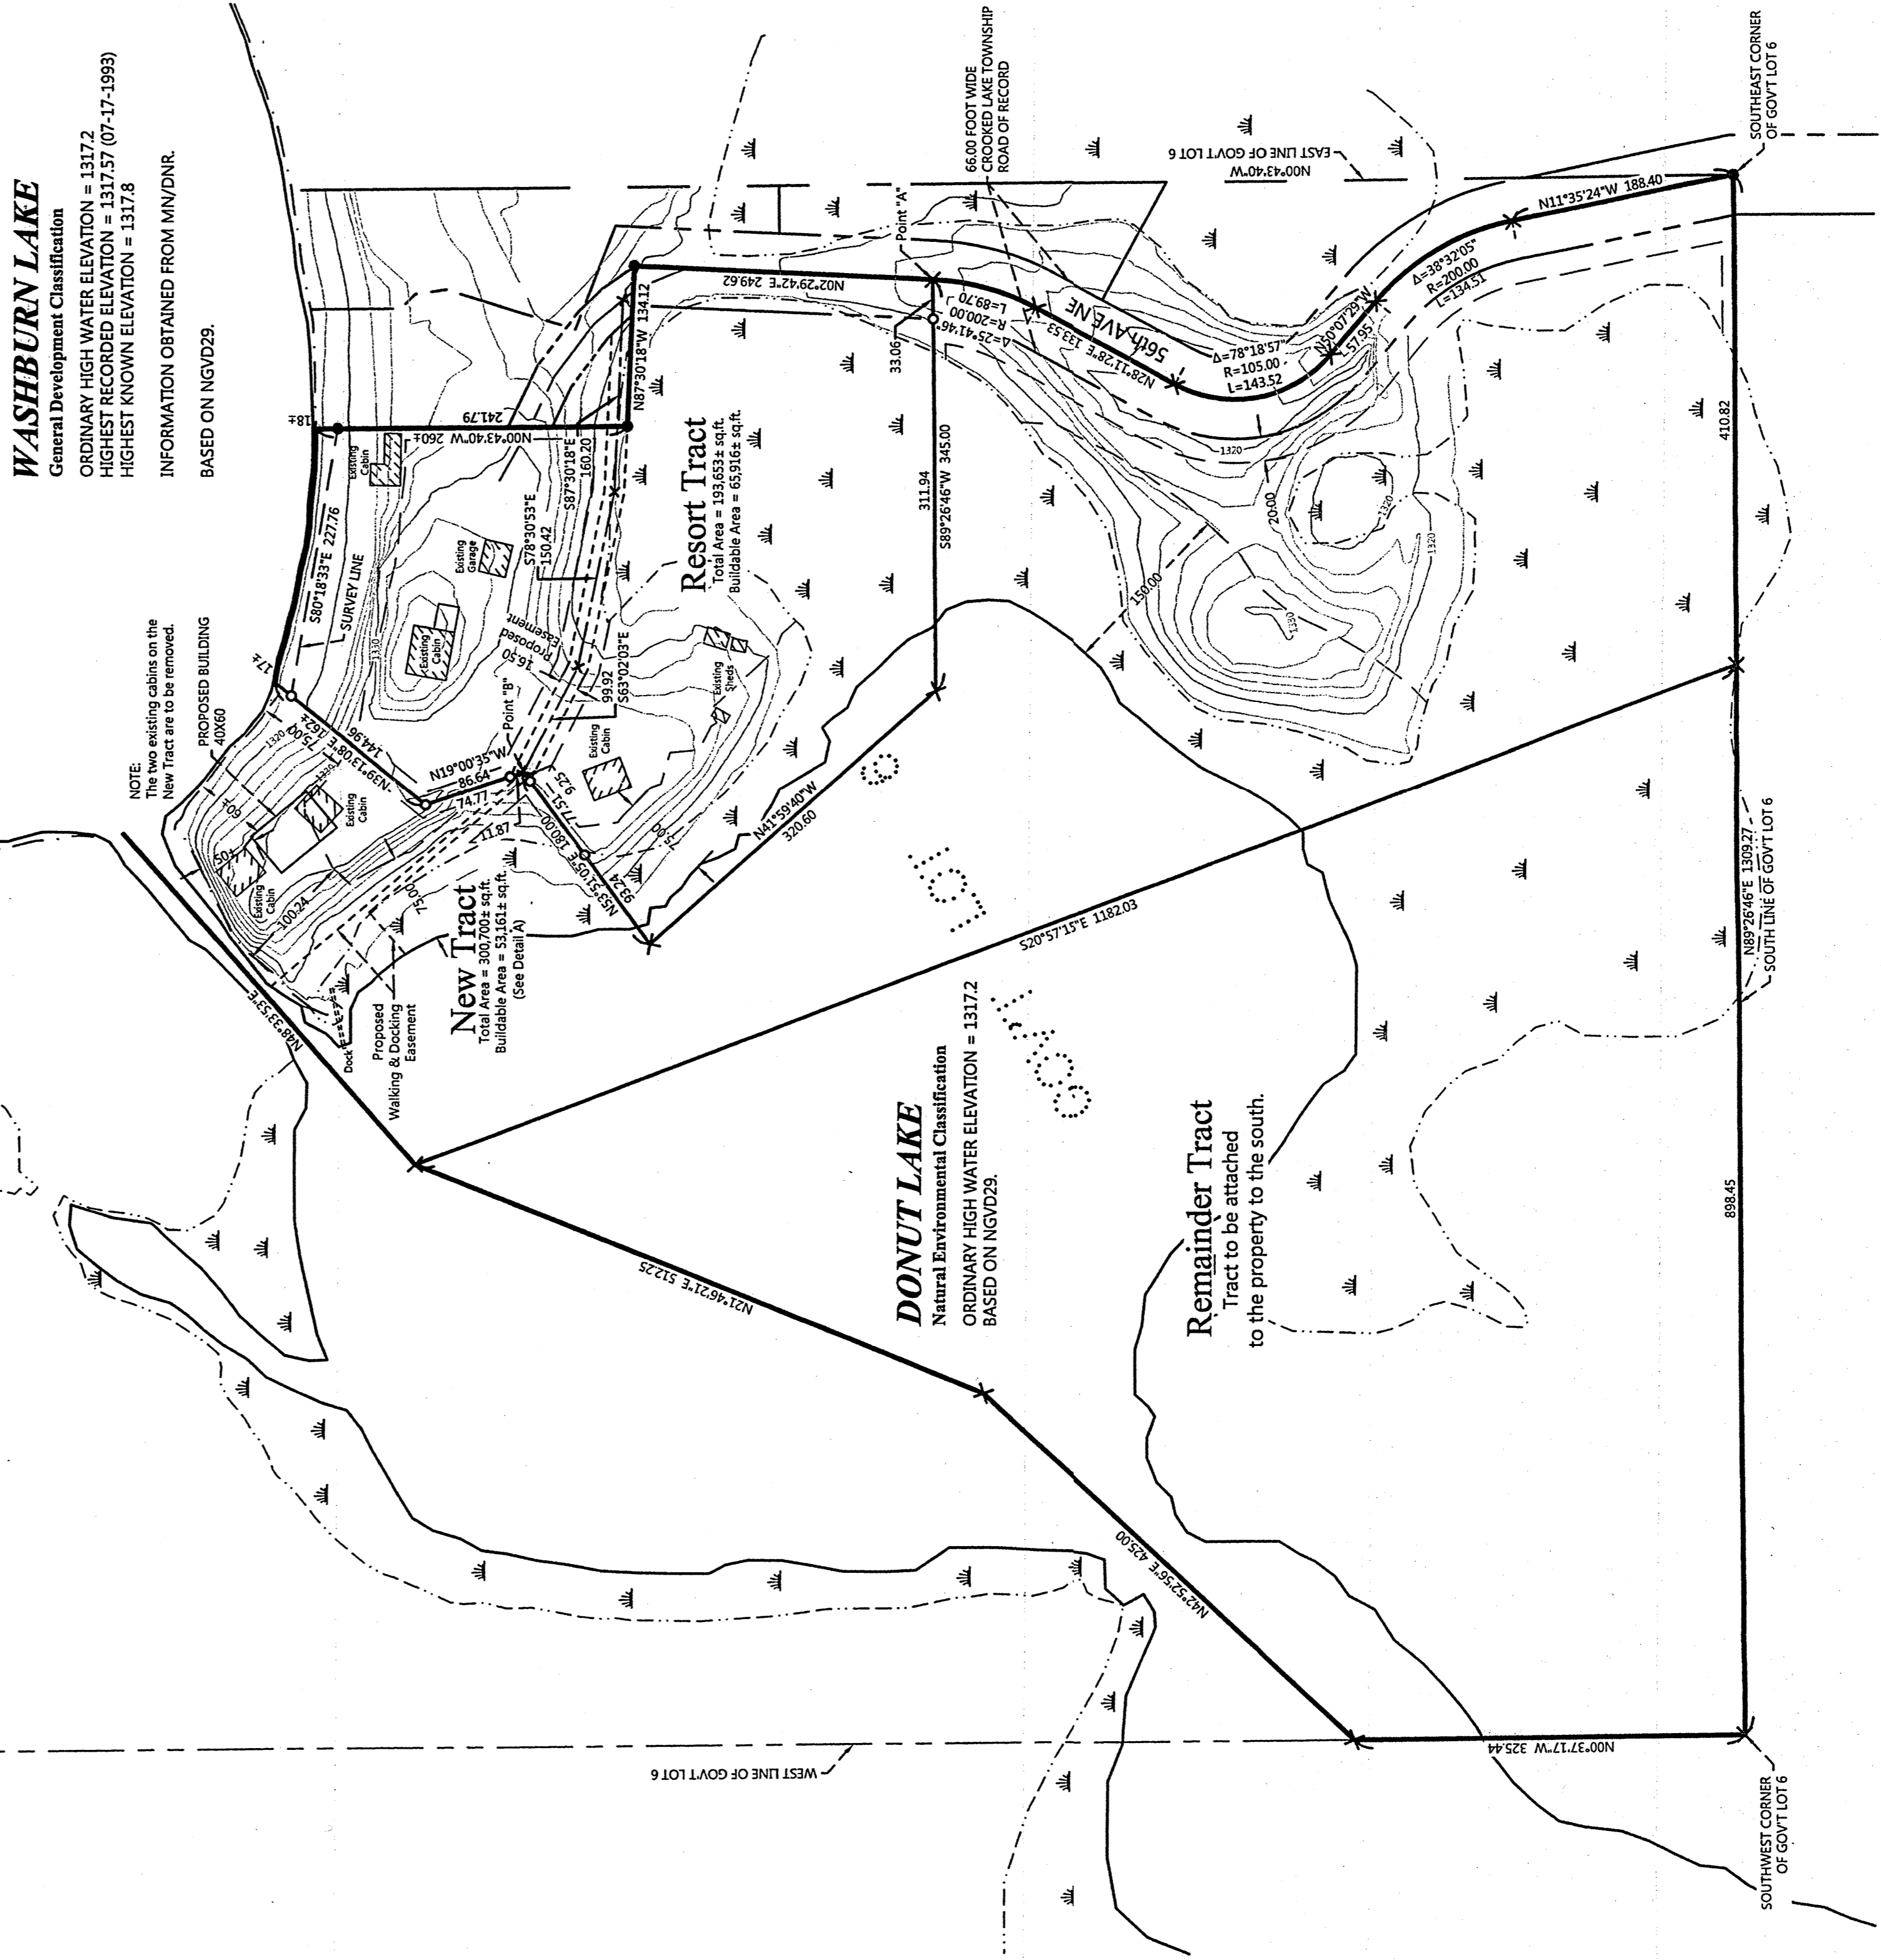 WASHBURN LAKE
General Development Classification
ORDINARY HIGH WATER ELEVATION = 1317.2
HIGHEST RECORDED ELEVATION = 1317.57 (07-17-1993)
HIGHEST KNOWN ELEVATION = 1317.8
INFORMATION OBTAINED FROM MN/DNR.
BASED ON NGVD29.
NOTE:
The two existing cabins on the
New Tract are to be removed.
PROPOSED BUILDING
40X60
17±
S80°18'33"E 227.76
SURVEY LINE
18±
N00°43'40"W 260±
241.79
Existing
Cabin
Existing
Garage
Existing
Cabin
1330
1320
75.00
N39°13'08"E 162±
144.96
1330
60±
50±
Existing
Cabin
Existing
Cabin
100.24
N19°00'35"W
86.64
74.77
11.87
Point "B"
16.50
Proposed
Easement
S78°30'53"E
150.42
S87°30'18"E
160.20
N87°30'18"W 134.12
99.92
S63°02'03"E
Existing
Cabin
Existing
Sheds
9.25
77.51
N53°51'05"E 180.00
93.24
75.00
75.00
N41°59'40"W
320.60
Resort Tract
Total Area = 193,653± sq.ft.
Buildable Area = 65,916± sq.ft.
New Tract
Total Area = 300,700± sq.ft.
Buildable Area = 53,161± sq.ft.
(See Detail A)
Dock
Proposed
Walking & Docking
Easement
N48°33'53"E
N02°29'42"E 249.62
Point "A"
33.06
66.00 FOOT WIDE
CROOKED LAKE TOWNSHIP
ROAD OF RECORD
311.94
S89°26'46"W 345.00
Δ=25°41'46"
R=200.00
L=89.70
N28°11'28"E 133.53
56th AVE NE
Δ=78°18'57"
R=105.00
L=143.52
N50°07'29"W
57.95
Δ=38°32'05"
R=200.00
L=134.51
N11°35'24"W 188.40
N00°43'40"W
EAST LINE OF GOV'T LOT 6
SOUTHEAST CORNER
OF GOV'T LOT 6
1320
20.00
1320
1320
1330
150.00
410.82
GOV'T LOT 6
S20°57'15"E 1182.03
N89°26'46"E 1309.27
SOUTH LINE OF GOV'T LOT 6
DONUT LAKE
Natural Environmental Classification
ORDINARY HIGH WATER ELEVATION = 1317.2
BASED ON NGVD29.
Remainder Tract
Tract to be attached
to the property to the south.
898.45
N21°46'21"E 512.25
N42°52'56"E 425.00
N00°37'17"W 325.44
WEST LINE OF GOV'T LOT 6
SOUTHWEST CORNER
OF GOV'T LOT 6